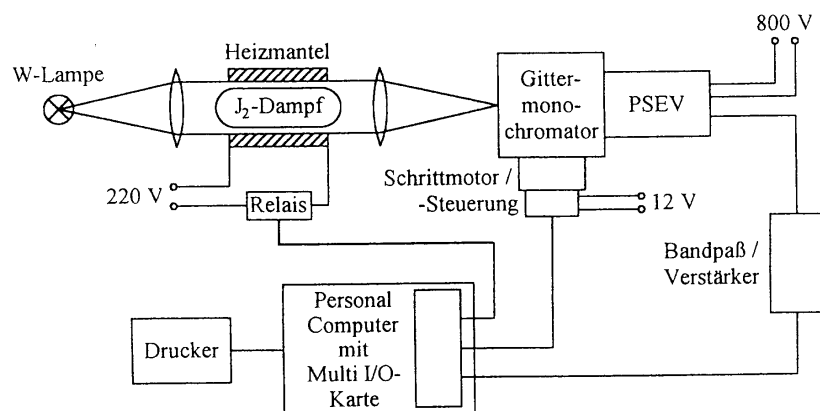 800 V
Heizmantel
W-Lampe
J₂-Dampf
Gitter-
mono-
chromator
PSEV
Schrittmotor /
-Steuerung
220 V
Relais
12 V
Bandpaß /
Verstärker
Personal
Computer
mit
Multi I/O-
Karte
Drucker